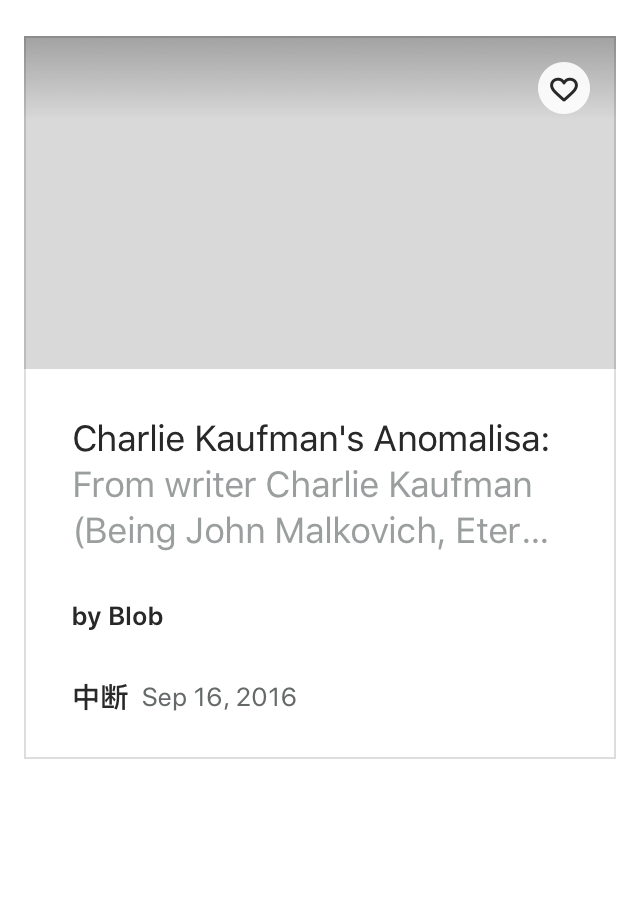 Charlie Kaufman's Anomalisa:
From writer Charlie Kaufman
(Being John Malkovich, Eter...
by Blob
中断 Sep 16, 2016